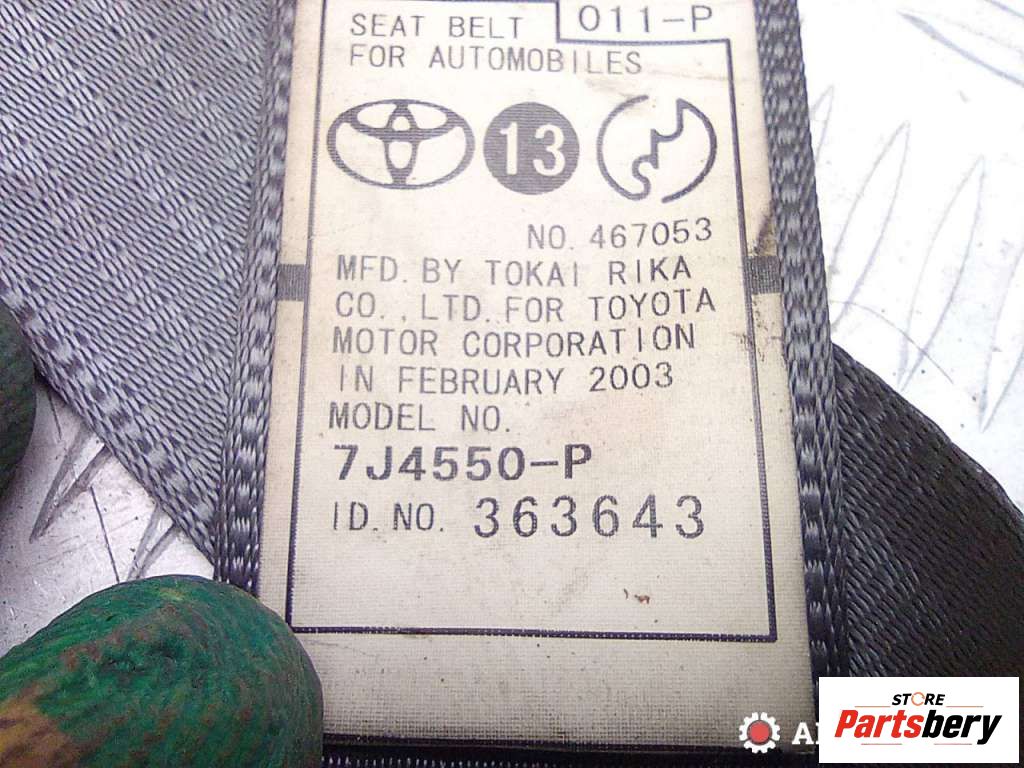 SEAT BELT 011-P
FOR AUTOMOBILES
13
NO. 467053
MFD. BY TOKAI RIKA
CO., LTD. FOR TOYOTA
MOTOR CORPORATION
IN FEBRUARY 2003
MODEL NO.
7J4550-P
ID. NO. 363643
STORE
Partsbery